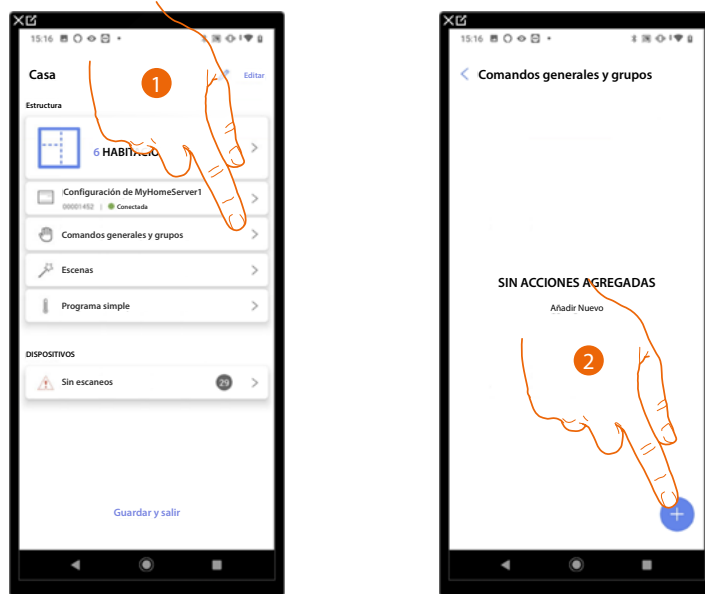 15:16
Casa
Editar
Estructura
1
6 HABITACIO
Configuración de MyHomeServer1
00001452 | Conectada
Comandos generales y grupos
Escenas
Programa simple
DISPOSITIVOS
Sin escaneos 29
Guardar y salir
15:16
Comandos generales y grupos
SIN ACCIONES AGREGADAS
Añadir Nuevo
2